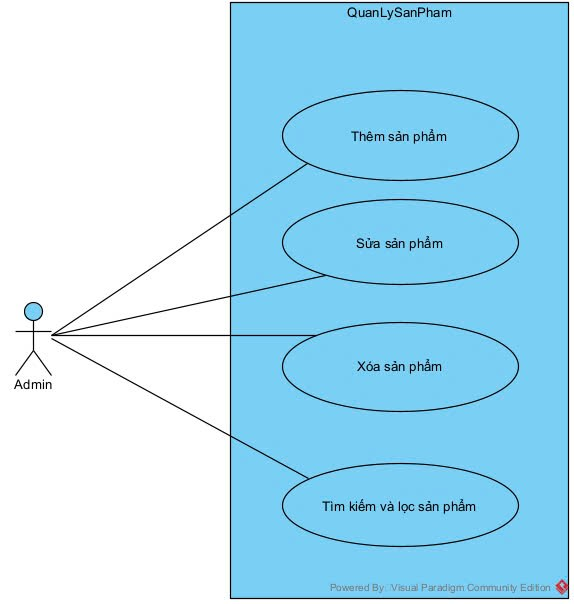 QuanLySanPham
Thêm sản phẩm
Sửa sản phẩm
Xóa sản phẩm
Admin
Tìm kiếm và lọc sản phẩm
Powered By: Visual Paradigm Community Edition